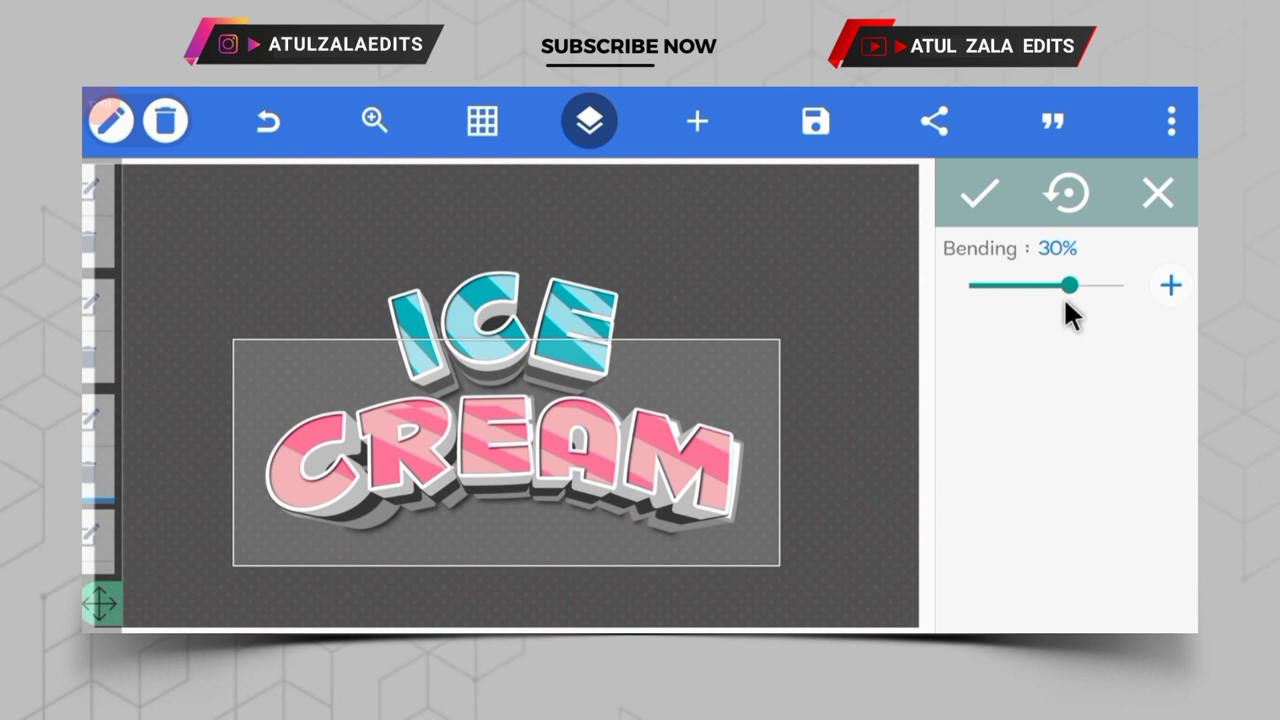 ATULZALAEDITS
SUBSCRIBE NOW
ATUL ZALA EDITS
Bending : 30%
ICE
CREAM